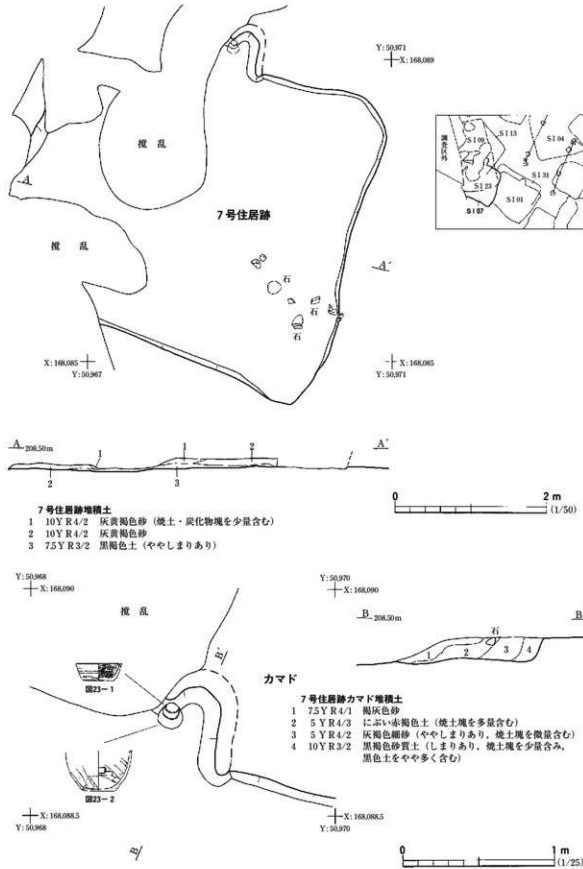 Y: 50,971
X: 168,089
攪乱
調査区外
SI09
SI13
SI04
SI31
SI23
SI01
SI07
A
7号住居跡
攪乱
A´
石
石
石
X: 168,085
Y: 50,967
X: 168,085
Y: 50,971
A 208.50m
1
1
2
A´
2
3
7号住居跡堆積土
1 10YR4/2 灰黄褐色砂（焼土・炭化物塊を少量含む）
2 10YR4/2 灰黄褐色砂
3 7.5YR3/2 黒褐色土（ややしまりあり）
0 2 m
(1/50)
Y: 50,968
X: 168,090
攪乱
Y: 50,970
X: 168,090
B 208.50m
B
石
1
2
3
4
B´
図23－1
カマド
7号住居跡カマド堆積土
1 7.5YR4/1 褐灰色砂
2 5YR4/3 にぶい赤褐色土（焼土塊を多量含む）
3 5YR4/2 灰褐色細砂（ややしまりあり，焼土塊を微量含む）
4 10YR3/2 黒褐色砂質土（しまりあり，焼土塊を少量含み，
黒色土をやや多く含む）
図23－2
X: 168,088.5
Y: 50,968
X: 168,088.5
Y: 50,970
B
0 1 m
(1/25)